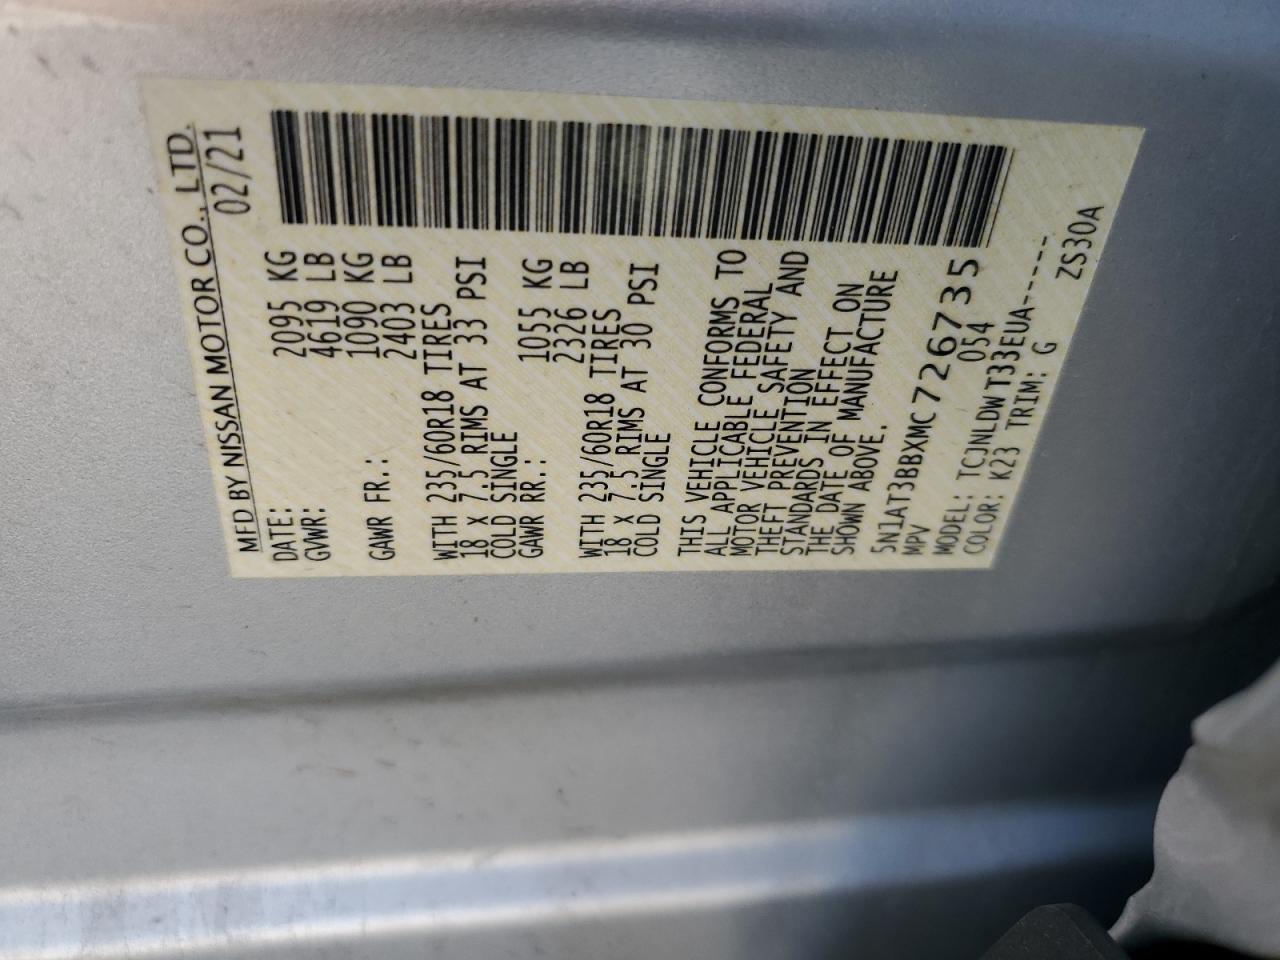 MFD BY NISSAN MOTOR CO., LTD.
DATE: 02/21
GVWR: 2095 KG
4619 LB
GAWR FR.: 1090 KG
2403 LB
WITH 235/60R18 TIRES
18 X 7.5 RIMS AT 33 PSI
COLD SINGLE
GAWR RR.: 1055 KG
2326 LB
WITH 235/60R18 TIRES
18 X 7.5 RIMS AT 30 PSI
COLD SINGLE
THIS VEHICLE CONFORMS TO
ALL APPLICABLE FEDERAL
MOTOR VEHICLE SAFETY AND
THEFT PREVENTION
STANDARDS IN EFFECT ON
THE DATE OF MANUFACTURE
SHOWN ABOVE.
5N1AT3BBXMC726735
MPV 054
MODEL: TCJNLDWT33EUA-----
COLOR: K23 TRIM: G
ZS30A